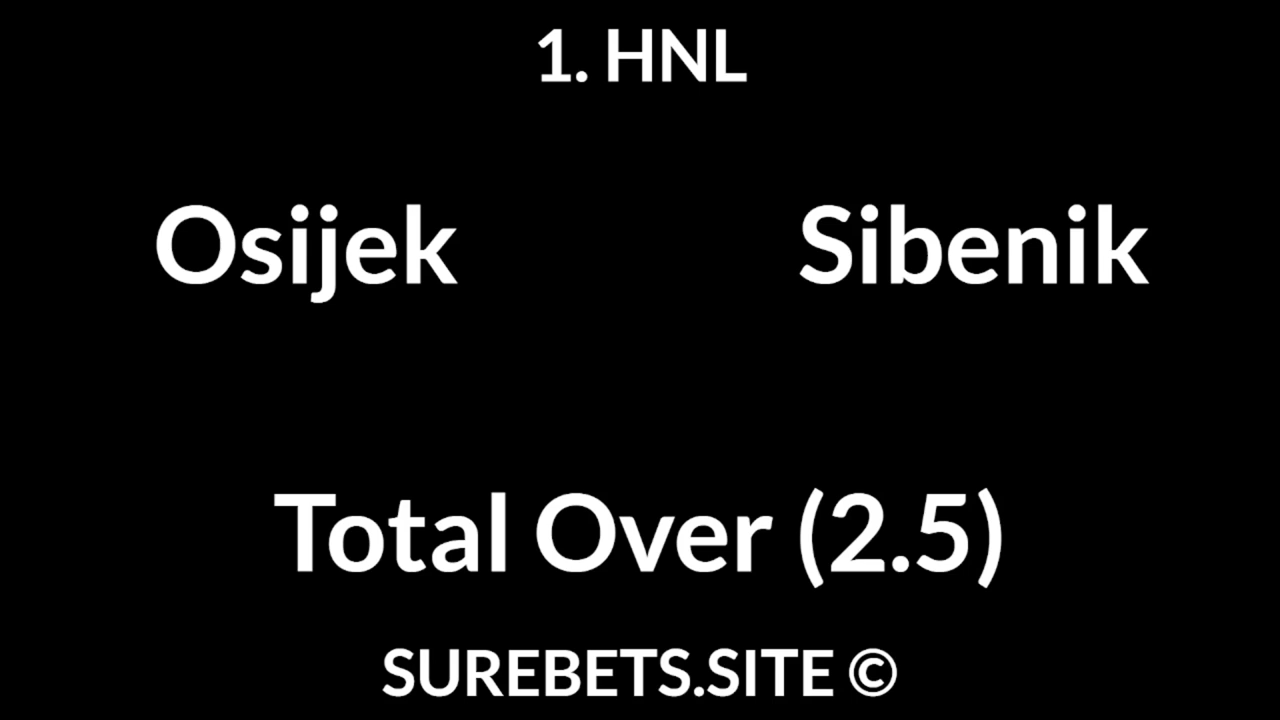 1. HNL
Osijek Sibenik
Total Over (2.5)
SUREBETS.SITE ©